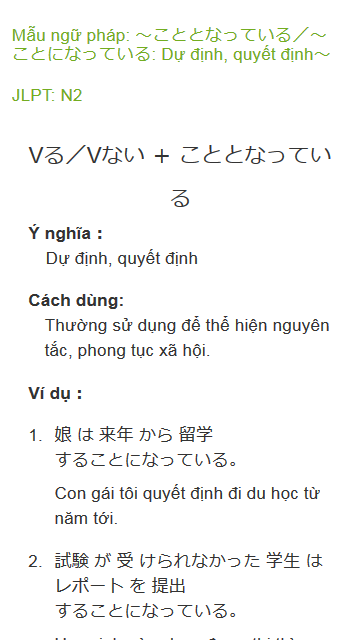 Mẫu ngữ pháp: ～こととなっている／～
ことになっている: Dự định, quyết định～
JLPT: N2
Vる／Vない ＋ こととなってい
る
Ý nghĩa：
Dự định, quyết định
Cách dùng:
Thường sử dụng để thể hiện nguyên
tắc, phong tục xã hội.
Ví dụ：
1. 娘 は 来年 から 留学
することになっている。
Con gái tôi quyết định đi du học từ
năm tới.
2. 試験 が 受 けられなかった 学生 は
レポート を 提出
することになっている。